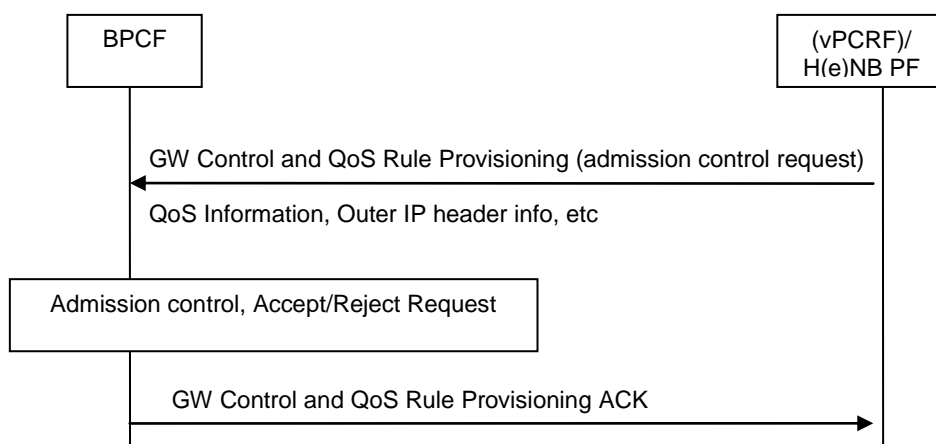 BPCF
(vPCRF)/
H(e)NB PF
GW Control and QoS Rule Provisioning (admission control request)
QoS Information, Outer IP header info, etc
Admission control, Accept/Reject Request
GW Control and QoS Rule Provisioning ACK